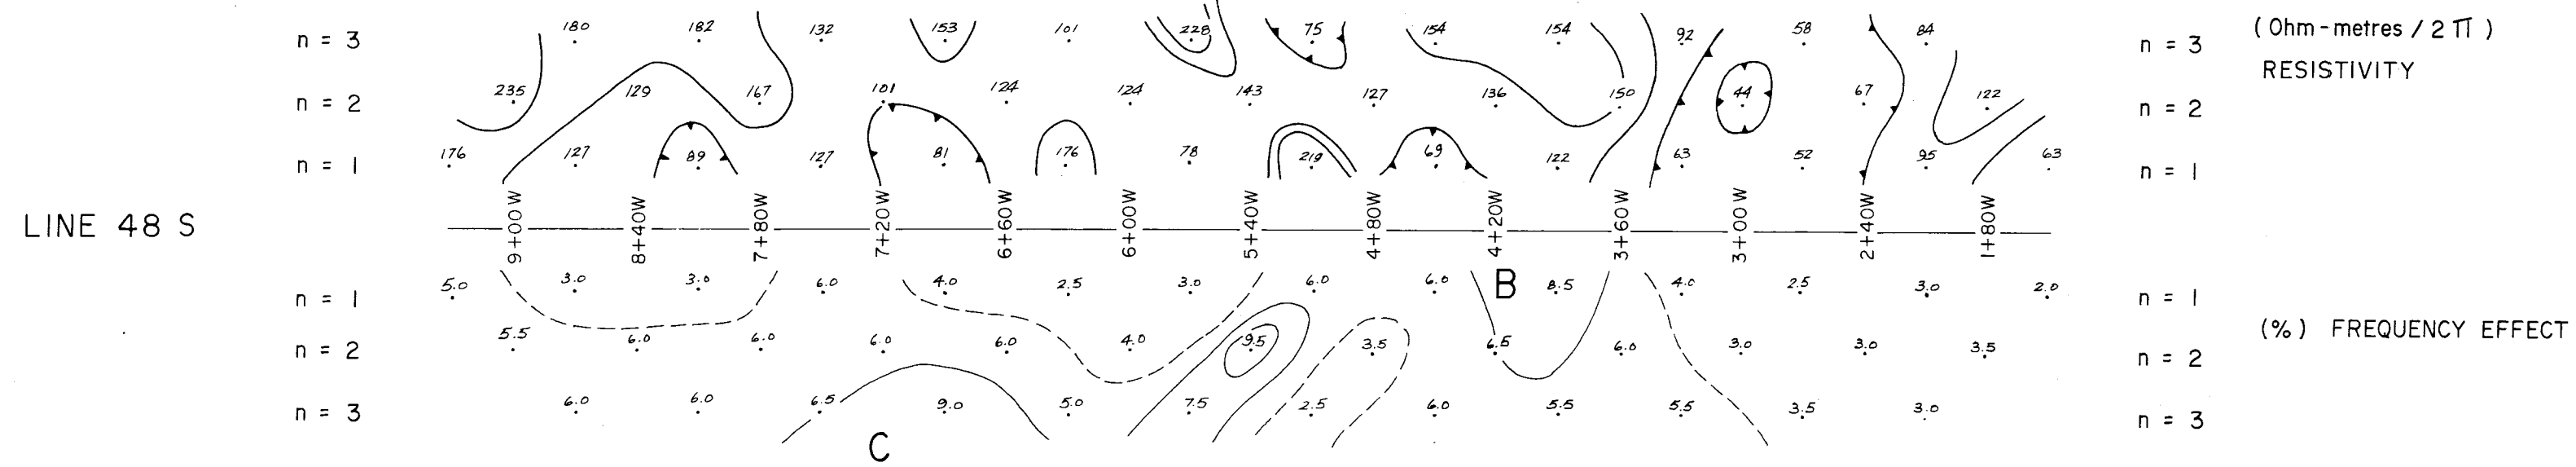 n = 3 180 182 132 153 101 228 75 154 154 92 58 84 n = 3 (Ohm-metres / 2 π)
RESISTIVITY
n = 2 235 129 167 101 124 124 143 127 136 150 44 67 122 n = 2
n = 1 176 127 89 127 81 176 78 219 69 122 63 52 95 63 n = 1
LINE 48 S 9+00W 8+40W 7+80W 7+20W 6+60W 6+00W 5+40W 4+80W 4+20W 3+60W 3+00W 2+40W 1+80W
n = 1 5.0 3.0 3.0 6.0 4.0 2.5 3.0 6.0 6.0 B 8.5 4.0 2.5 3.0 2.0 n = 1
n = 2 5.5 6.0 6.0 6.0 6.0 4.0 9.5 3.5 6.5 6.0 3.0 3.0 3.5 n = 2 (%) FREQUENCY EFFECT
n = 3 6.0 6.0 6.5 9.0 5.0 7.5 2.5 6.0 5.5 5.5 3.5 3.0 n = 3
C